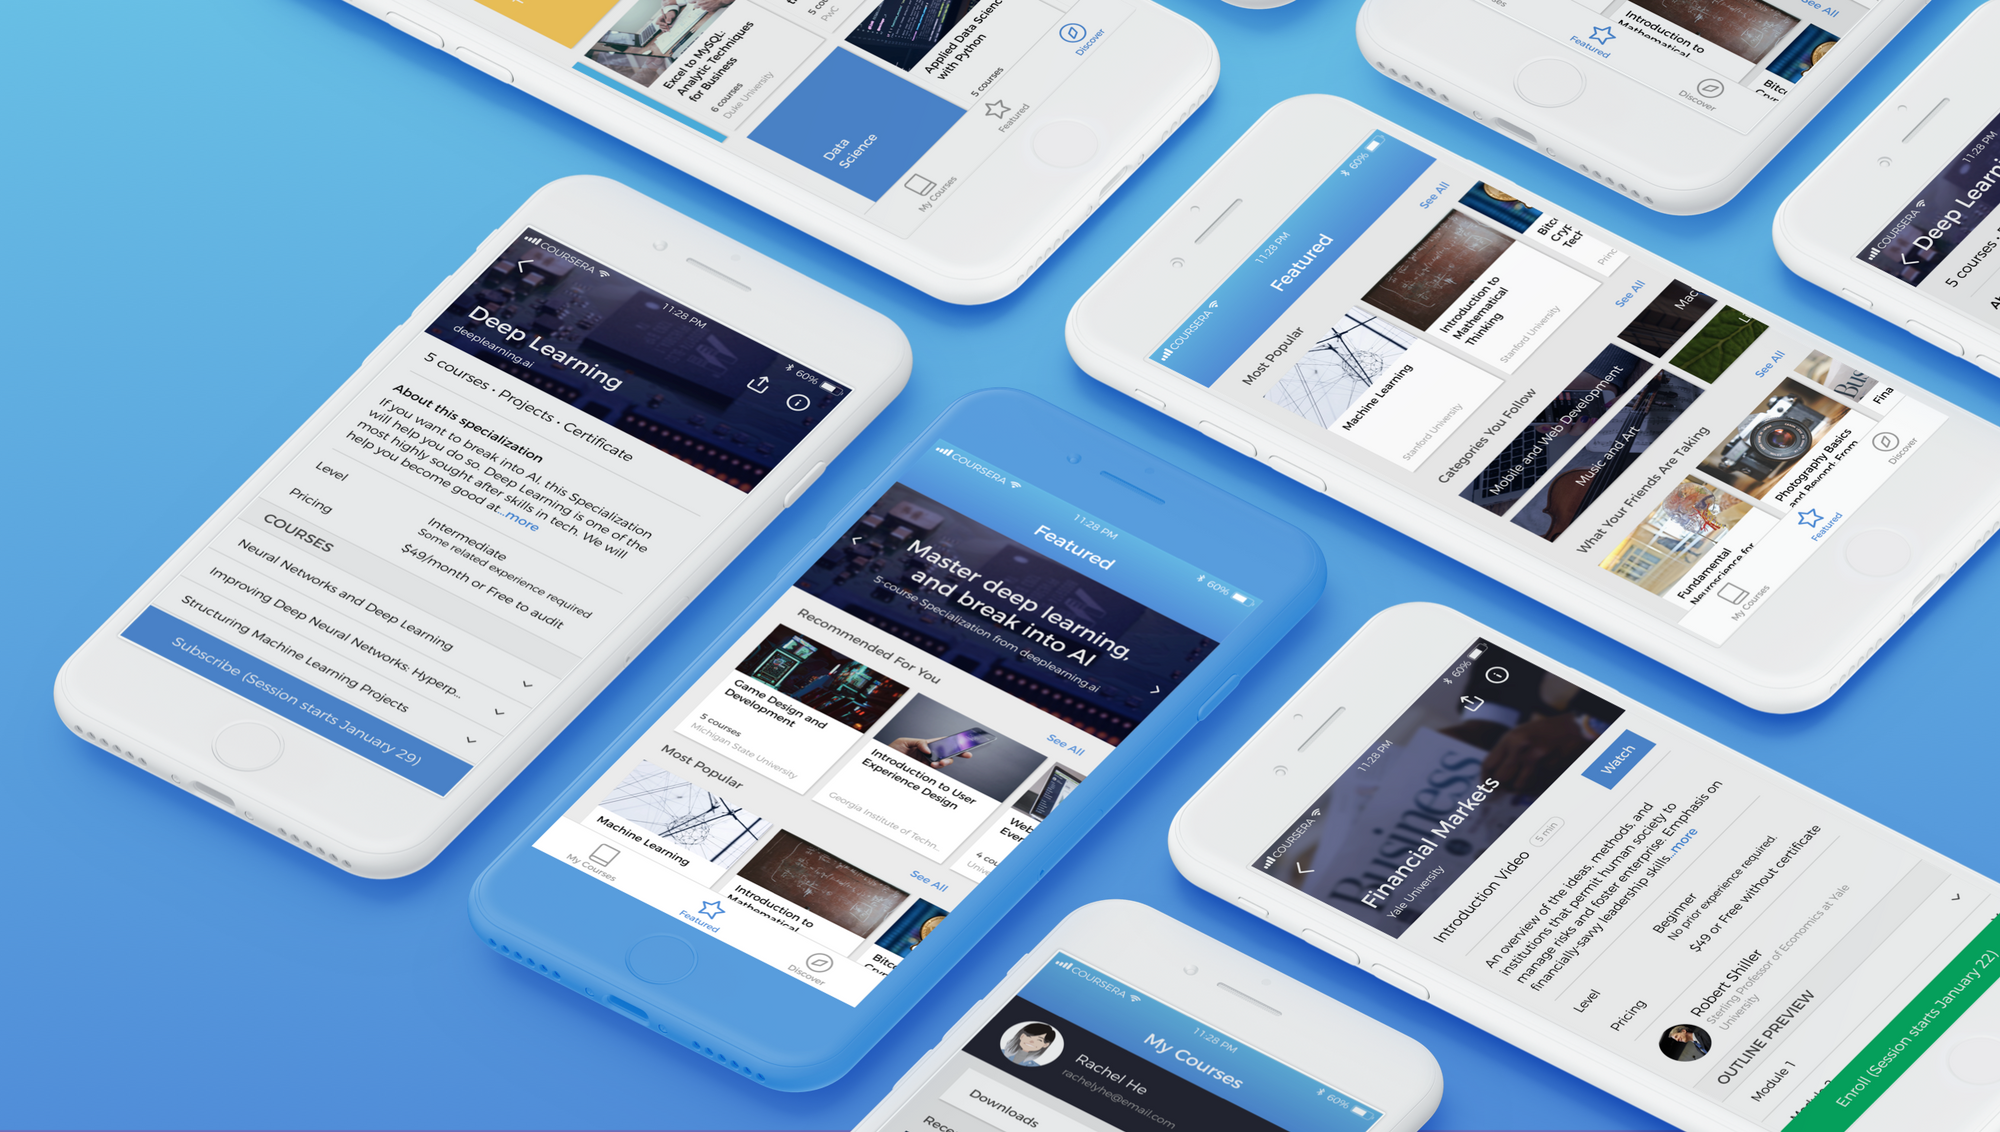 Excel to MySQL:
Analytic Techniques
for Business
6 courses
Duke University
PwC
Applied Data Science
with Python
5 courses
Data
Science
Discover
Featured
My Courses
Introduction to
Mathematical
See All
Featured
Discover
COURSERA
11:28 PM
5 courses
COURSERA
11:28 PM
60%
Deep Learning
deeplearning.ai
5 courses • Projects • Certificate
About this specialization
If you want to break into AI, this Specialization
will help you do so. Deep Learning is one of the
most highly sought after skills in tech. We will
help you become good at...more
Level
Intermediate
Some related experience required
Pricing
$49/month or Free to audit
COURSES
Neural Networks and Deep Learning
Improving Deep Neural Networks: Hyperp...
Structuring Machine Learning Projects
Subscribe (Session starts January 29)
COURSERA
11:28 PM
60%
Featured
Master deep learning,
and break into AI
5-course Specialization from deeplearning.ai
Recommended For You
See All
Game Design and
Development
5 courses
Michigan State University
Introduction to User
Experience Design
Georgia Institute of Techn...
Most Popular
See All
Machine Learning
Introduction to
Mathematical
My Courses
Featured
Discover
COURSERA
11:28 PM
60%
Featured
Most Popular
See All
Machine Learning
Stanford University
Introduction to
Mathematical
Thinking
Stanford University
Categories You Follow
See All
Mobile and Web Development
Music and Art
What Your Friends Are Taking
See All
Fundamental
Neuroscience for
Photography Basics
and Beyond: From
My Courses
Featured
Discover
COURSERA
11:28 PM
60%
Business
Financial Markets
Yale University
Introduction Video
5 min
Watch
An overview of the ideas, methods, and
institutions that permit human society to
manage risks and foster enterprise. Emphasis on
financially-savvy leadership skills...more
Level
Beginner
No prior experience required.
Pricing
$49 or Free without certificate
Robert Shiller
Sterling Professor of Economics at Yale
University
OUTLINE PREVIEW
Module 1
Enroll (Session starts January 22)
COURSERA
11:28 PM
60%
My Courses
Rachel He
rachelyhe@email.com
Downloads